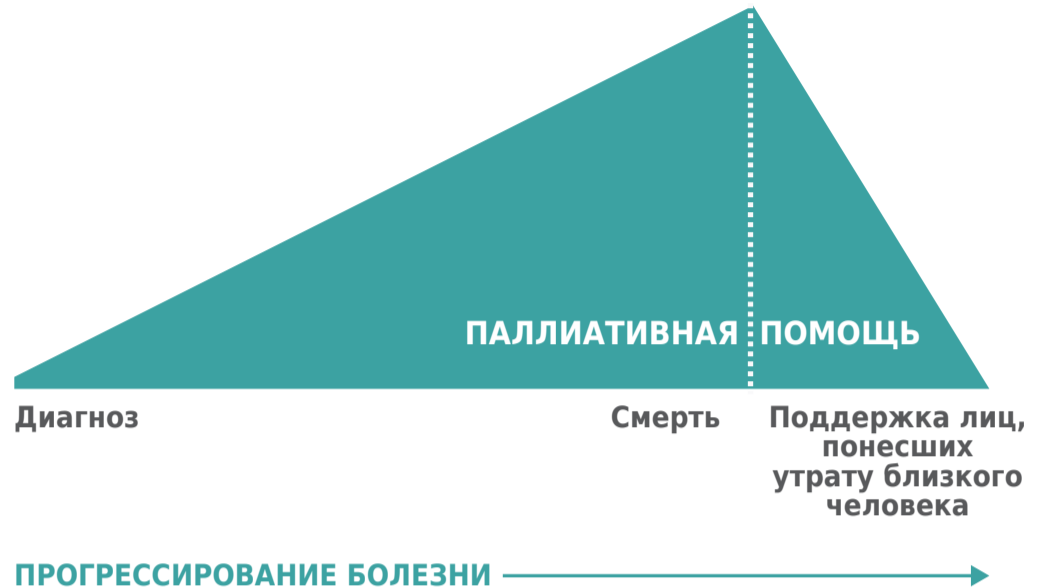 ПАЛЛИАТИВНАЯ ПОМОЩЬ
Диагноз
Смерть
Поддержка лиц,
понесших
утрату близкого
человека
ПРОГРЕССИРОВАНИЕ БОЛЕЗНИ